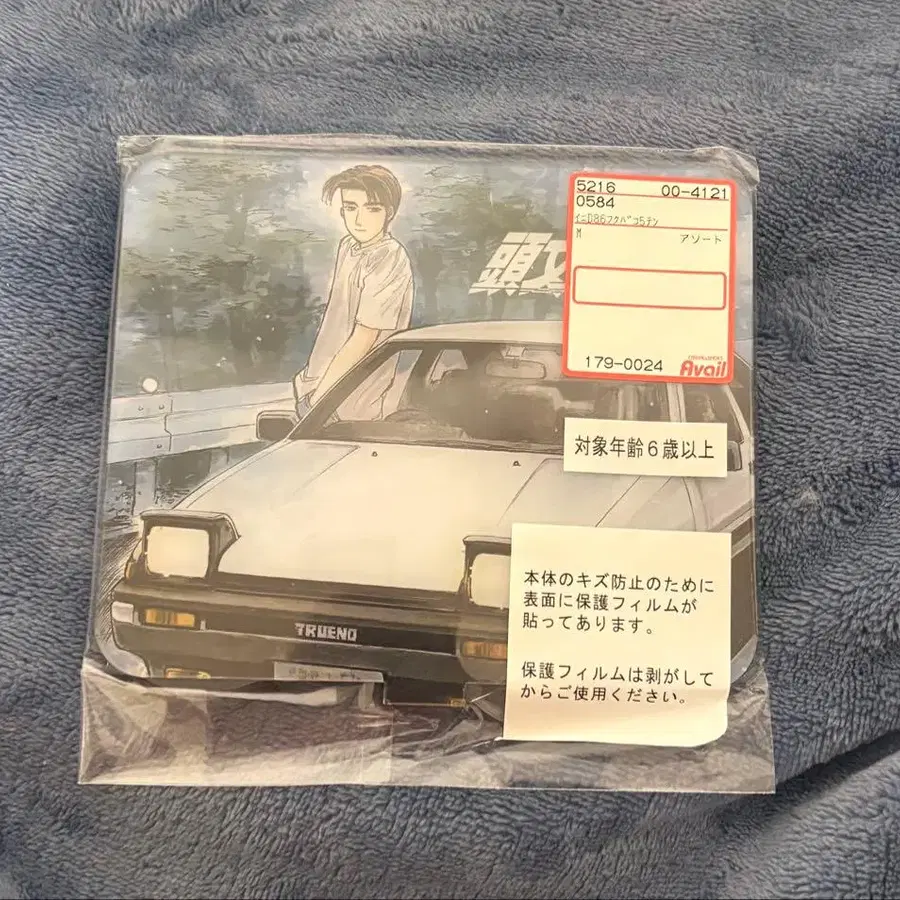 頭文
5216 00-4121
0584
イニD86フクバコ5テン
M アソート
179-0024
Avail
対象年齢6歳以上
TRUENO
本体のキズ防止のために
表面に保護フィルムが
貼ってあります。
保護フィルムは剥がして
からご使用ください。